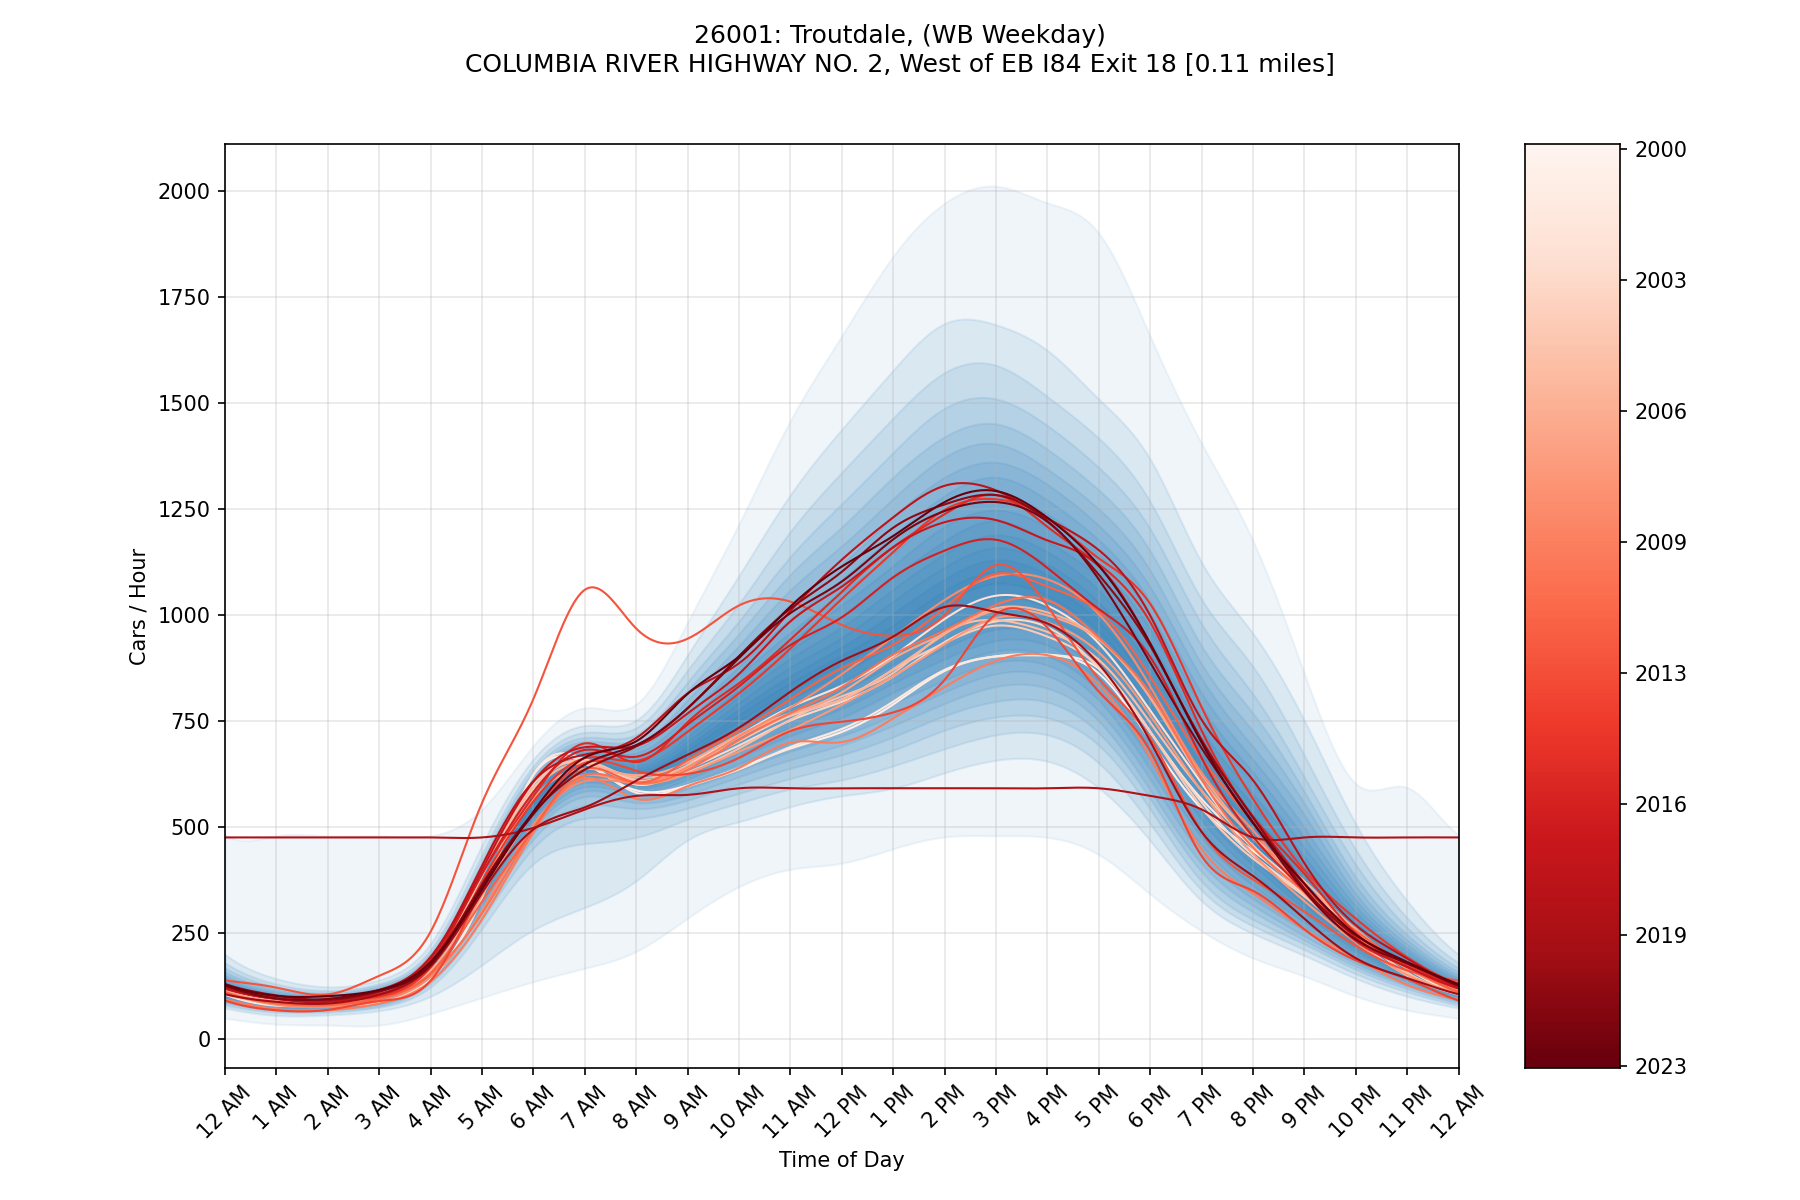 26001: Troutdale, (WB Weekday)
COLUMBIA RIVER HIGHWAY NO. 2, West of EB I84 Exit 18 [0.11 miles]
Cars / Hour
2000
1750
1500
1250
1000
750
500
250
0
12 AM
1 AM
2 AM
3 AM
4 AM
5 AM
6 AM
7 AM
8 AM
9 AM
10 AM
11 AM
12 PM
1 PM
2 PM
3 PM
4 PM
5 PM
6 PM
7 PM
8 PM
9 PM
10 PM
11 PM
12 AM
Time of Day
2000
2003
2006
2009
2013
2016
2019
2023